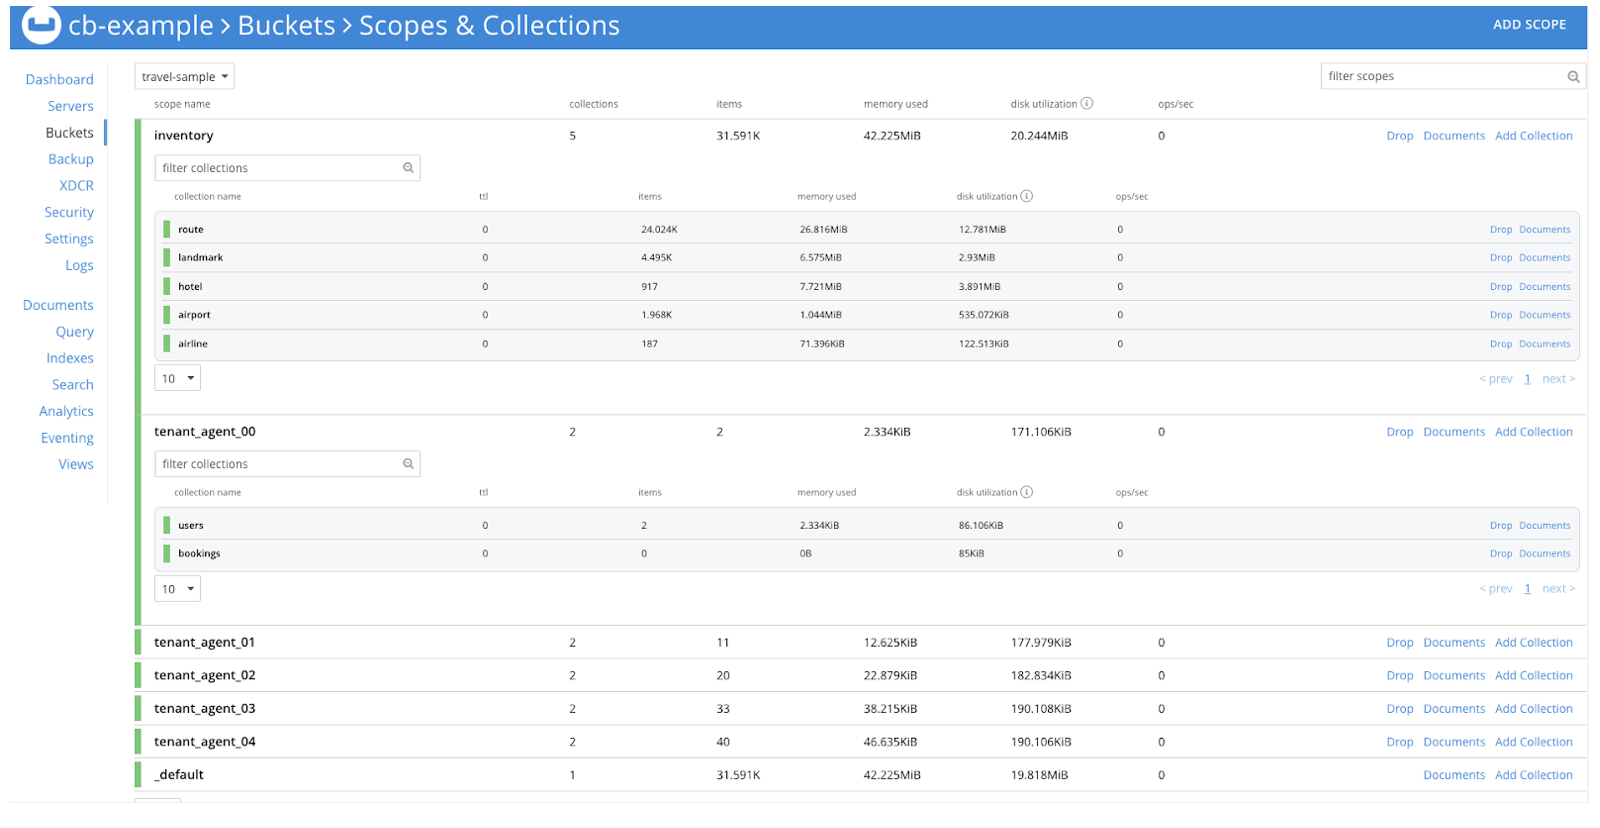 cb-example > Buckets > Scopes & Collections ADD SCOPE
Dashboard
Servers
Buckets
Backup
XDCR
Security
Settings
Logs
Documents
Query
Indexes
Search
Analytics
Eventing
Views
travel-sample filter scopes
scope name collections items memory used disk utilization ops/sec
inventory 5 31.591K 42.225MiB 20.244MiB 0 Drop Documents Add Collection
filter collections
collection name ttl items memory used disk utilization ops/sec
route 0 24.024K 26.816MiB 12.781MiB 0 Drop Documents
landmark 0 4.495K 6.575MiB 2.93MiB 0 Drop Documents
hotel 0 917 7.721MiB 3.891MiB 0 Drop Documents
airport 0 1.968K 1.044MiB 535.072KiB 0 Drop Documents
airline 0 187 71.396KiB 122.513KiB 0 Drop Documents
10 < prev 1 next >
tenant_agent_00 2 2 2.334KiB 171.106KiB 0 Drop Documents Add Collection
filter collections
collection name ttl items memory used disk utilization ops/sec
users 0 2 2.334KiB 86.106KiB 0 Drop Documents
bookings 0 0 0B 85KiB 0 Drop Documents
10 < prev 1 next >
tenant_agent_01 2 11 12.625KiB 177.979KiB 0 Drop Documents Add Collection
tenant_agent_02 2 20 22.879KiB 182.834KiB 0 Drop Documents Add Collection
tenant_agent_03 2 33 38.215KiB 190.108KiB 0 Drop Documents Add Collection
tenant_agent_04 2 40 46.635KiB 190.106KiB 0 Drop Documents Add Collection
_default 1 31.591K 42.225MiB 19.818MiB 0 Documents Add Collection